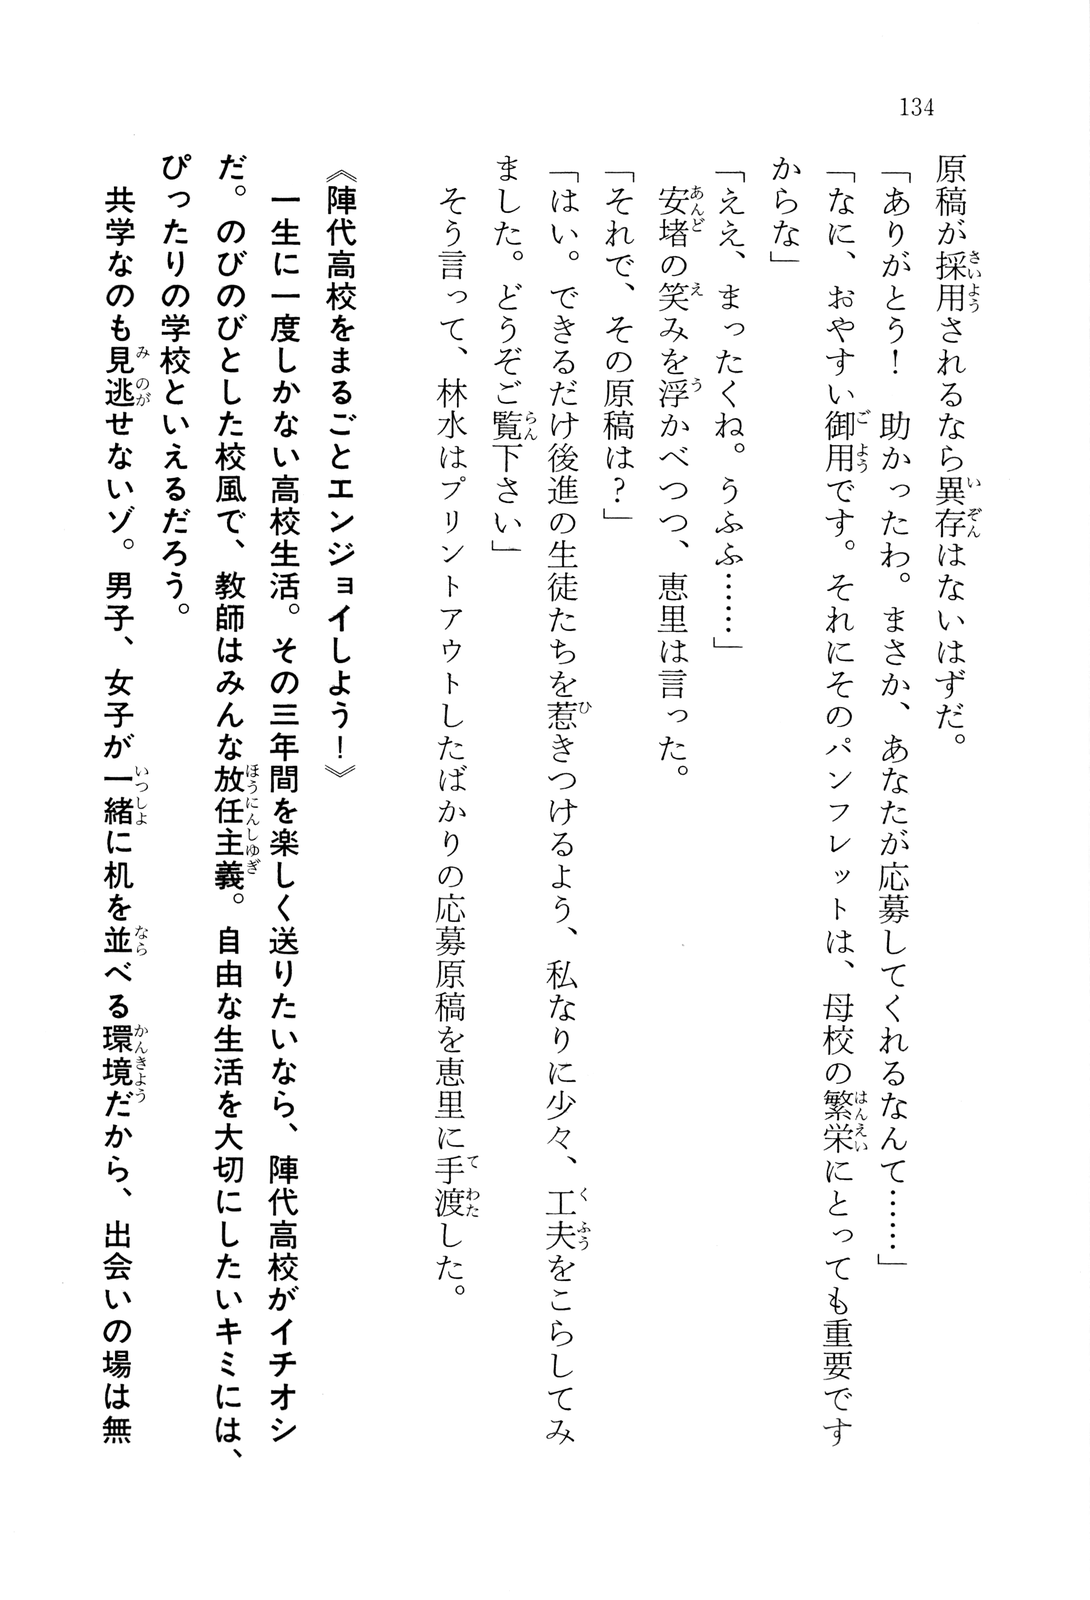 134
原稿が採用されるなら異存はないはずだ。
「ありがとう！　助かったわ。まさか、あなたが応募してくれるなんて……」
「なに、おやすい御用です。それにそのパンフレットは、母校の繁栄にとっても重要です
からな」
「ええ、まったくね。うふふ……」
安堵の笑みを浮かべつつ、恵里は言った。
「それで、その原稿は？」
「はい。できるだけ後進の生徒たちを惹きつけるよう、私なりに少々、工夫をこらしてみ
ました。どうぞご覧下さい」
そう言って、林水はプリントアウトしたばかりの応募原稿を恵里に手渡した。
《陣代高校をまるごとエンジョイしよう！》
一生に一度しかない高校生活。その三年間を楽しく送りたいなら、陣代高校がイチオシ
だ。のびのびとした校風で、教師はみんな放任主義。自由な生活を大切にしたいキミには、
ぴったりの学校といえるだろう。
共学なのも見逃せないゾ。男子、女子が一緒に机を並べる環境だから、出会いの場は無